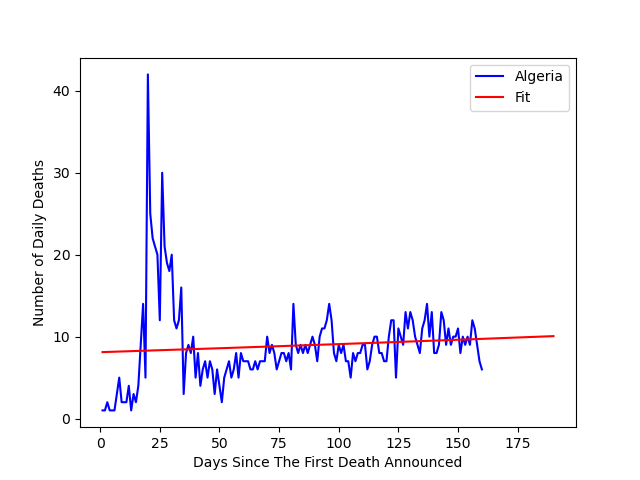 Algeria
Fit
Number of Daily Deaths
40
30
20
10
0
0 25 50 75 100 125 150 175
Days Since The First Death Announced